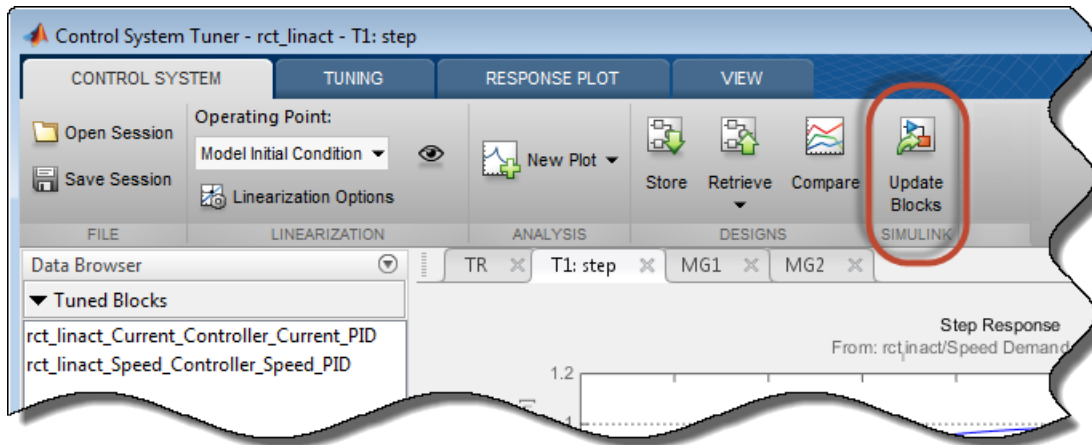 Control System Tuner - rct_linact - T1: step
CONTROL SYSTEM
TUNING
RESPONSE PLOT
VIEW
Open Session
Save Session
FILE
Operating Point:
Model Initial Condition
Linearization Options
LINEARIZATION
New Plot
ANALYSIS
Store
Retrieve
Compare
DESIGNS
Update
Blocks
SIMULINK
Data Browser
Tuned Blocks
rct_linact_Current_Controller_Current_PID
rct_linact_Speed_Controller_Speed_PID
TR
T1: step
MG1
MG2
Step Response
From: rct_linact/Speed Demand
1.2
1